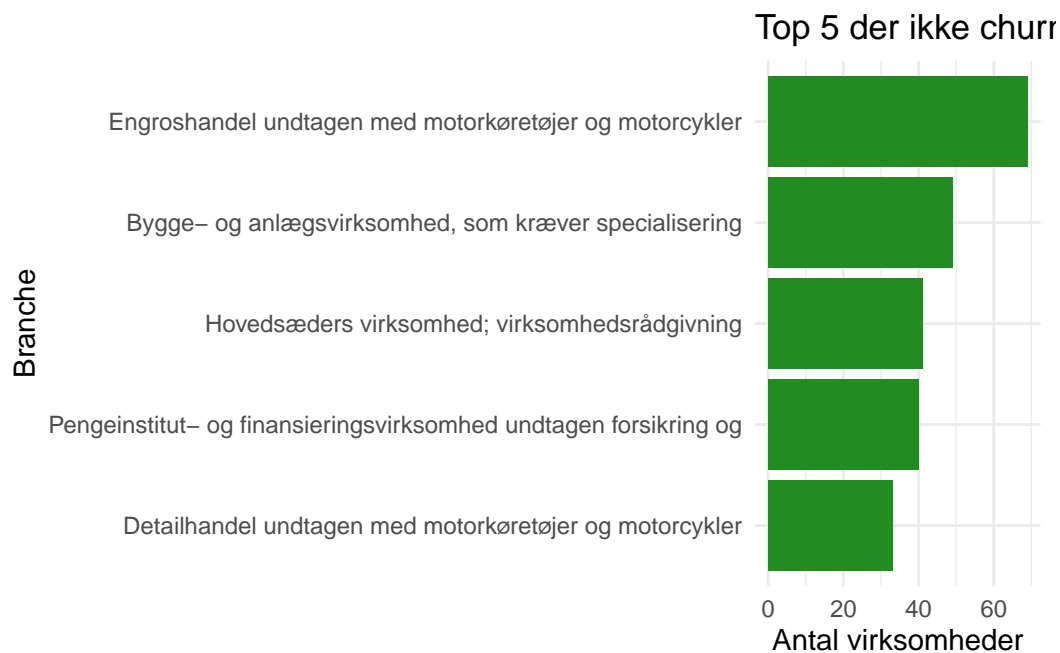 Top 5 der ikke churr
Engroshandel undtagen med motorkøretøjer og motorcykler
Bygge− og anlægsvirksomhed, som kræver specialisering
Hovedsæders virksomhed; virksomhedsrådgivning
Pengeinstitut− og finansieringsvirksomhed undtagen forsikring og
Detailhandel undtagen med motorkøretøjer og motorcykler
Branche
0 20 40 60
Antal virksomheder